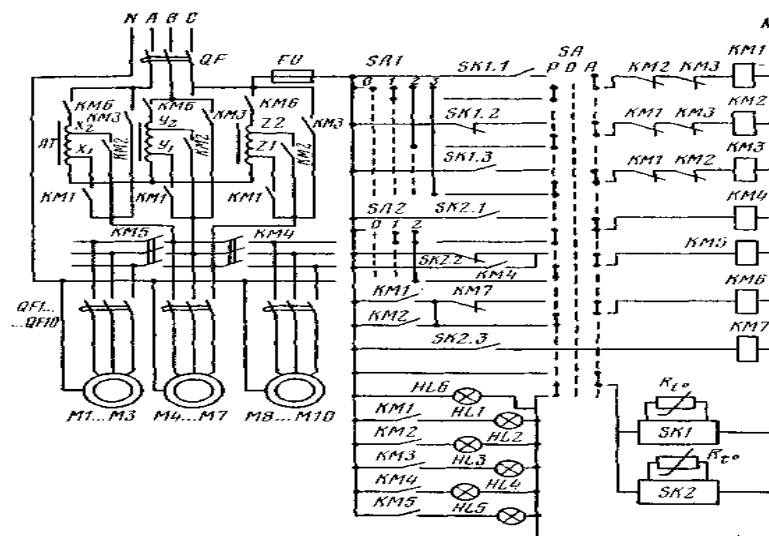 N A B C
QF
FU
SA1
SK1.1
SA
P 0 A
KM2 KM3
KM1
0 1 2 3
KM6
KM3
KM6
KM3
KM6
KM3
X2
Y2
Z2
AT
KM2
KM2
KM2
X1
Y1
Z1
SK1.2
KM1 KM3
KM2
SK1.3
KM1 KM2
KM3
KM1
KM1
KM1
SA2
SK2.1
KM4
0 1 2
KM5
KM4
SK2.2
KM4
KM5
KM1
KM7
KM6
QF1...
...QF10
KM2
SK2.3
KM7
HL6
M1...M3
M4...M7
M8...M10
KM1
HL1
Rt°
SK1
KM2
HL2
KM3
HL3
Rt°
KM4
HL4
SK2
KM5
HL5